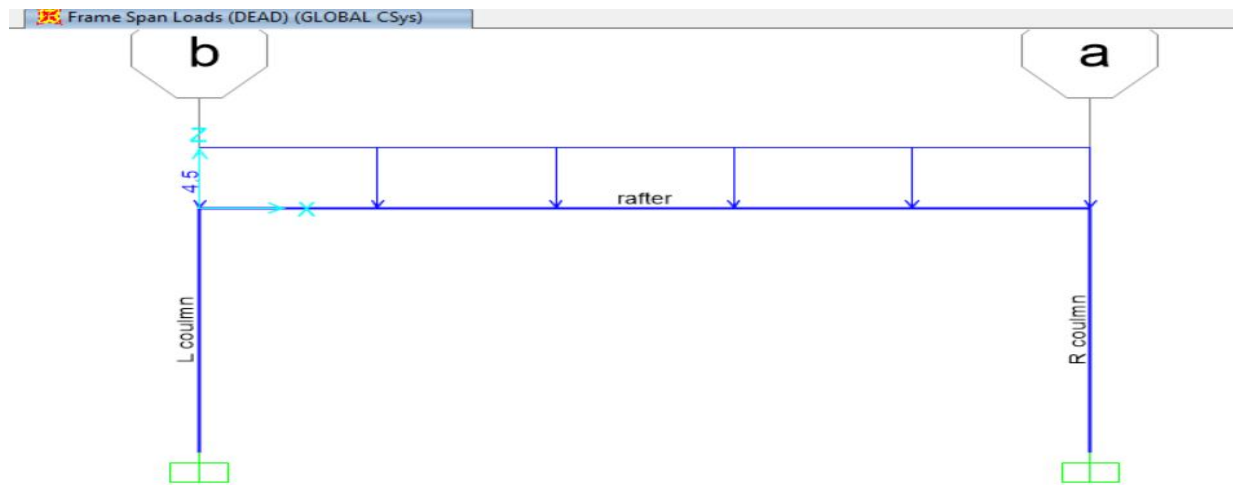 Frame Span Loads (DEAD) (GLOBAL CSys)
b
a
Z
4.5
X
rafter
L coulmn
R coulmn